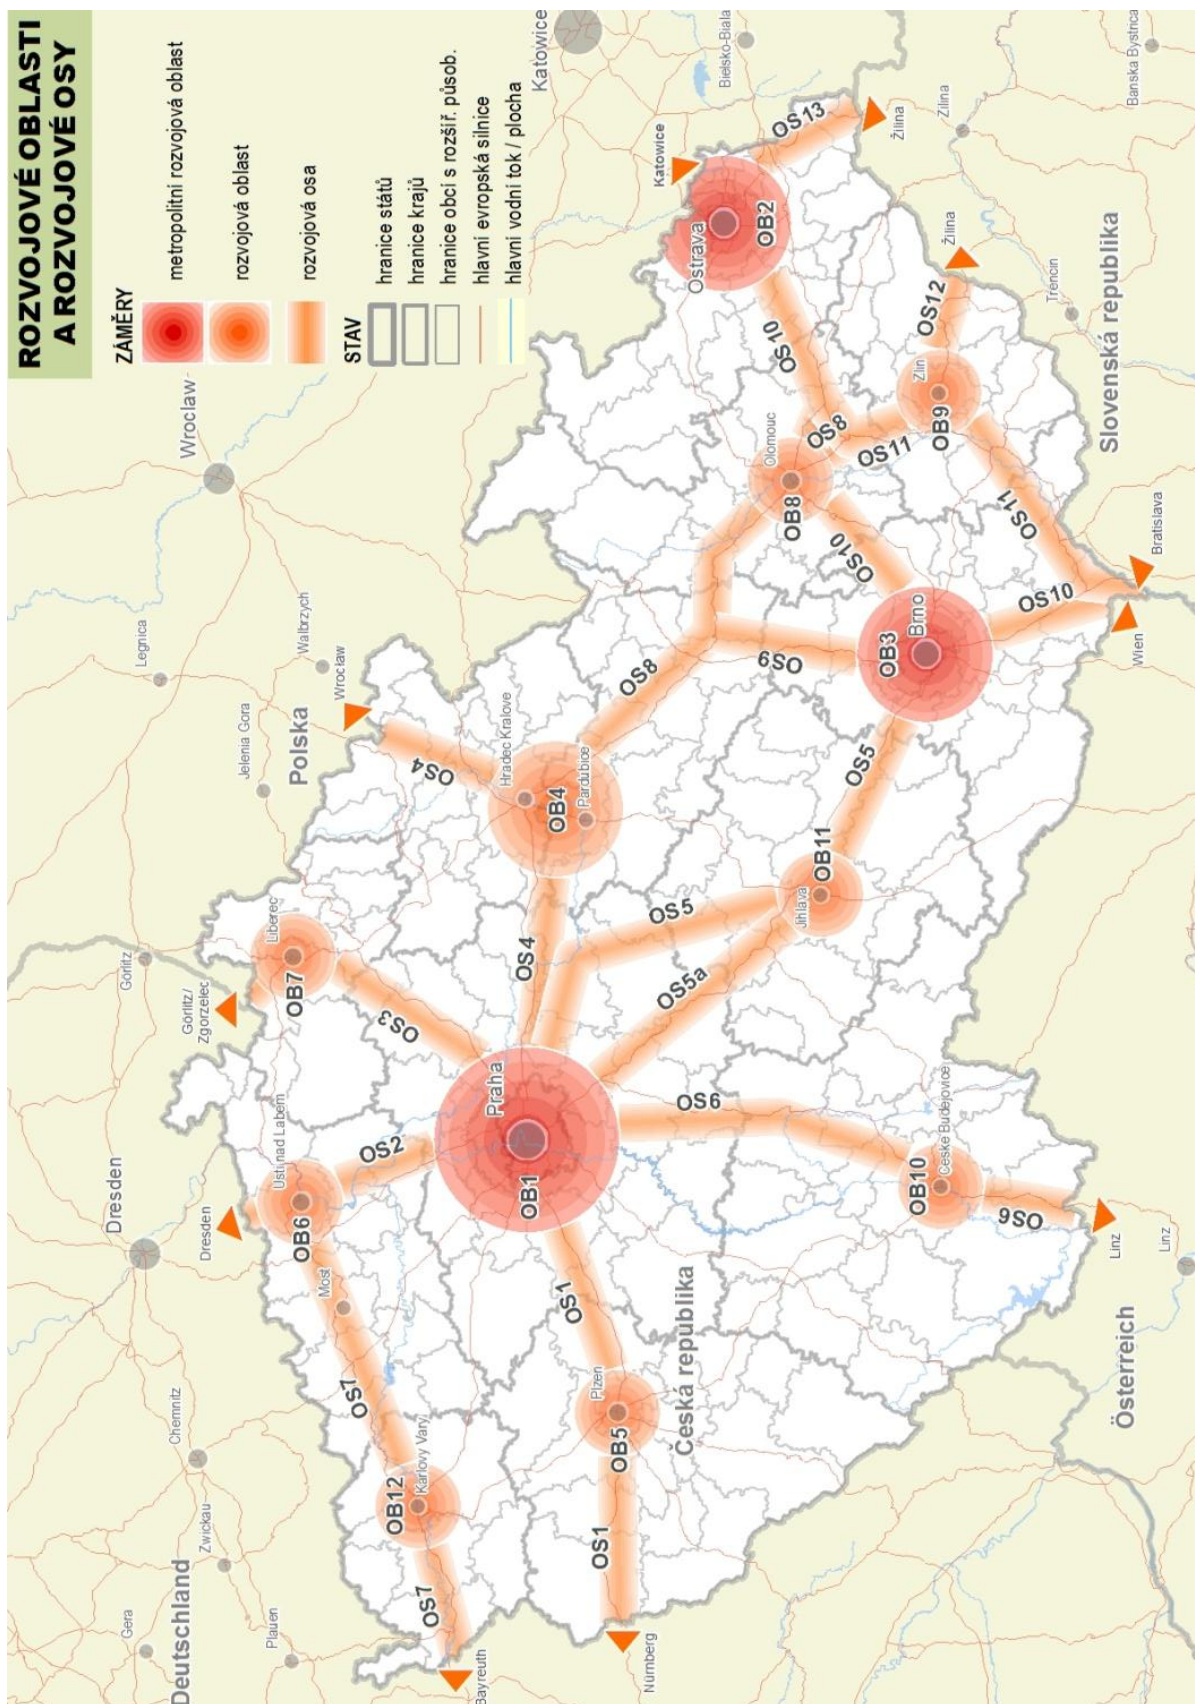 ROZVOJOVÉ OBLASTI
A ROZVOJOVÉ OSY
ZÁMĚRY
metropolitní rozvojová oblast
rozvojová oblast
rozvojová osa
STAV
hranice států
hranice krajů
hranice obcí s rozšíř. působ.
hlavní evropská silnice
hlavní vodní tok / plocha
Deutschland
Gera
Plauen
Zwickau
Chemnitz
Dresden
Dresden
Görlitz
Görlitz/
Zgorzelec
Legnica
Jelenia Gora
Walbrzych
Wrocław
Polska
Wroclaw
Katowice
Katowice
Bielsko-Biala
Bayreuth
OS7
OB12
Karlovy Vary
OS7
Most
OB6
Usti nad Labem
OS2
OB7
Liberec
OS3
Praha
OB1
OS4
OS4
Hradec Kralove
OB4
Pardubice
OS8
OS1
Plzen
OB5
OS1
Nürnberg
Česká republika
OS6
OS5a
OS5
Jihlava
OB11
OS5
OS9
OB3
Brno
OS10
OB8
Olomouc
OS8
OS10
Ostrava
OB2
OS13
Žilina
Zilina
Banska Bystrica
OS11
OB9
Zlin
OS12
Žilina
Trencin
OS11
OS10
Wien
Bratislava
Slovenská republika
OB10
Ceske Budejovice
OS6
Linz
Linz
Österreich